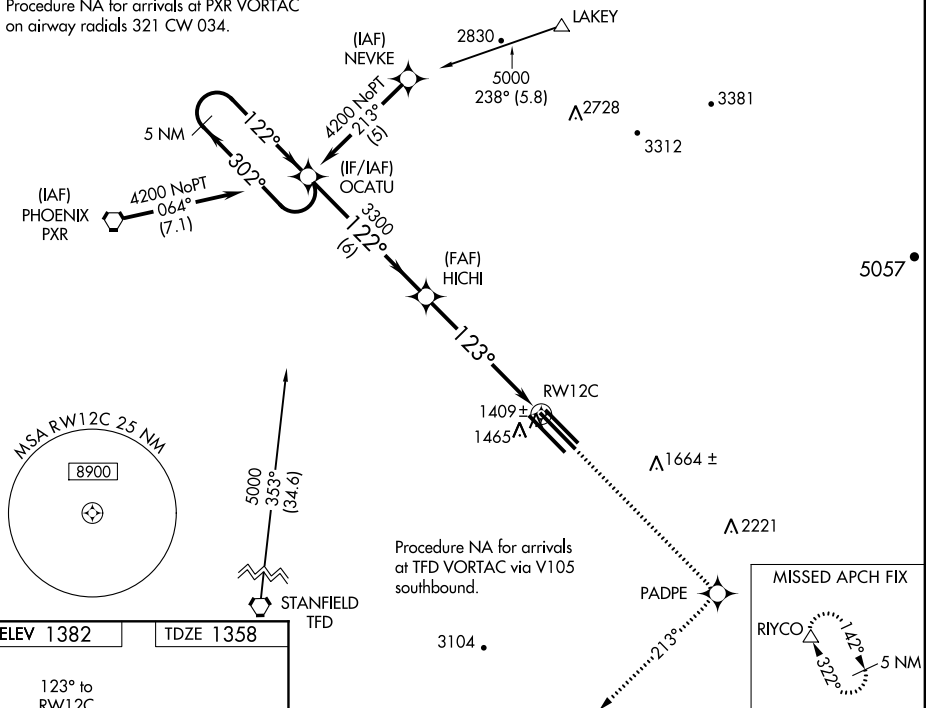 Procedure NA for arrivals at PXR VORTAC
on airway radials 321 CW 034.
LAKEY
2830
(IAF)
NEVKE
5000
238° (5.8)
2728
3381
3312
4200 NoPT
213°
(5)
5 NM
122°
302°
(IF/IAF)
OCATU
(IAF)
PHOENIX
PXR
4200 NoPT
064°
(7.1)
3300
122°
(6)
(FAF)
HICHI
5057
123°
RW12C
1409 ±
1465
1664 ±
MSA RW12C 25 NM
8900
5000
353°
(34.6)
2221
Procedure NA for arrivals
at TFD VORTAC via V105
southbound.
STANFIELD
TFD
PADPE
MISSED APCH FIX
RIYCO
142°
322°
5 NM
213°
3104
ELEV 1382
TDZE 1358
123° to
RW12C